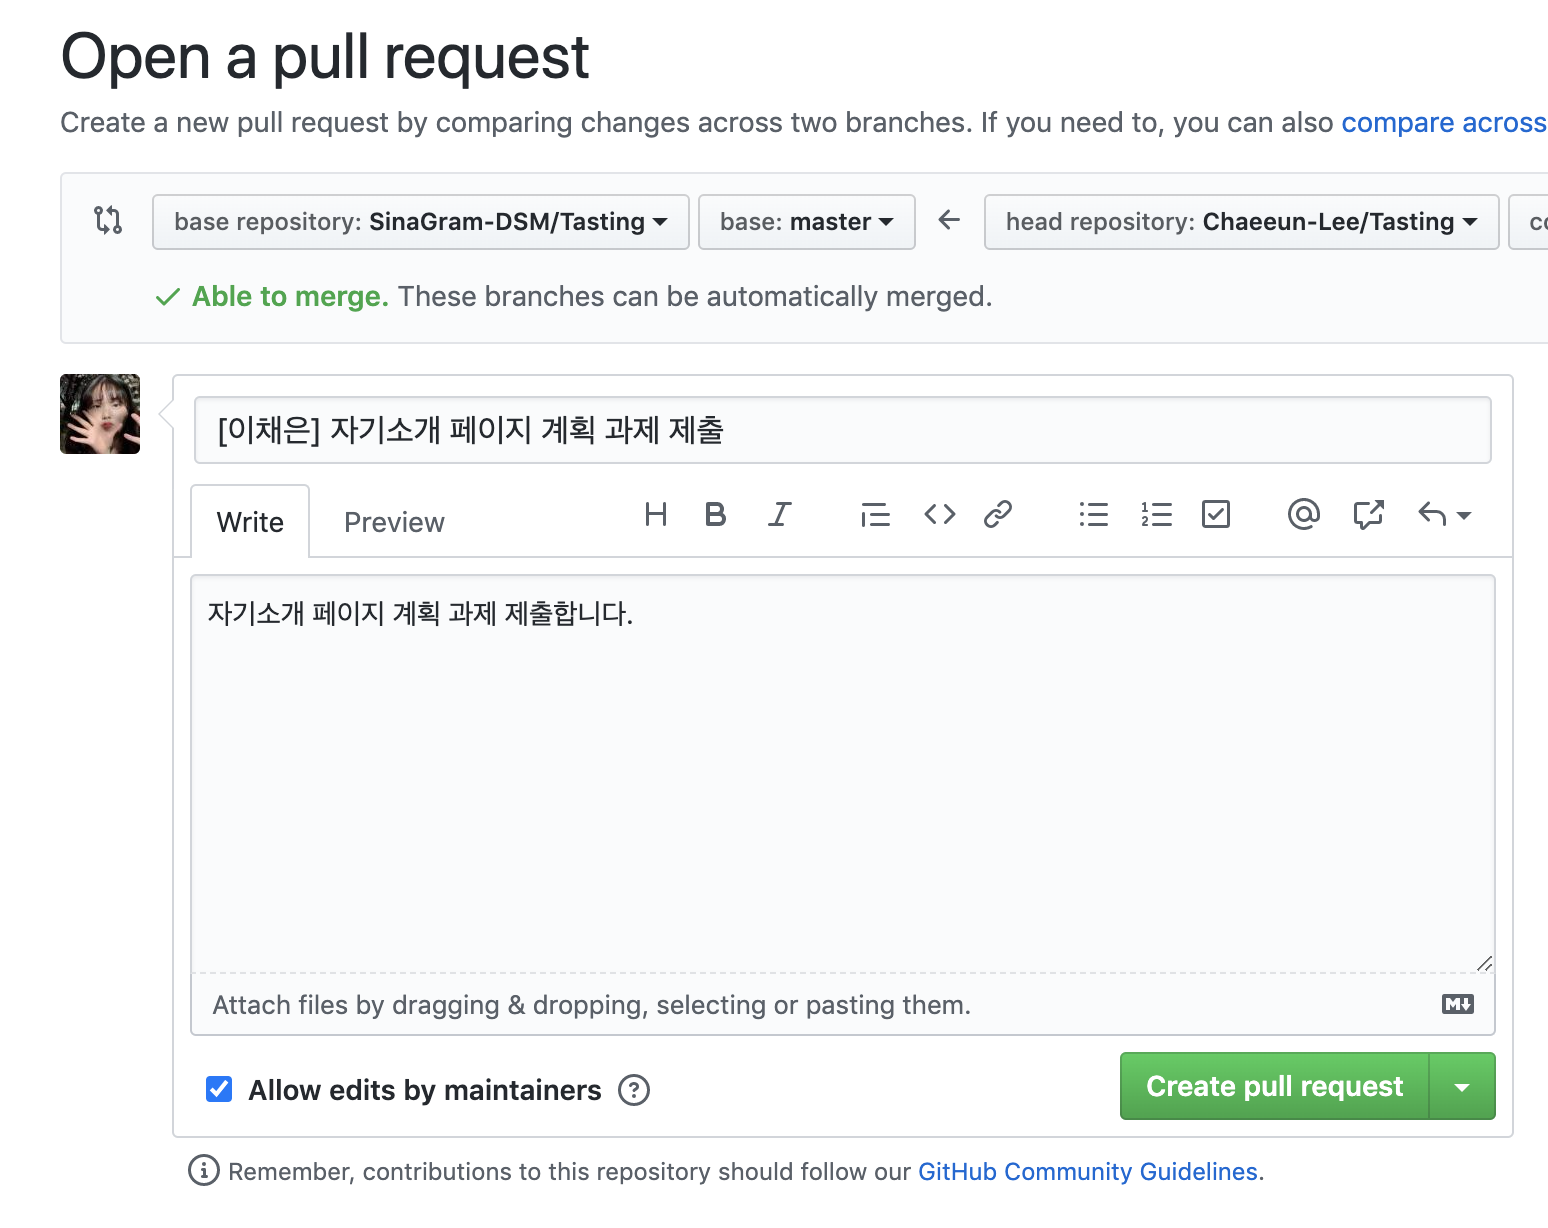 Open a pull request
Create a new pull request by comparing changes across two branches. If you need to, you can also compare across
base repository: SinaGram-DSM/Tasting base: master head repository: Chaeeun-Lee/Tasting
Able to merge. These branches can be automatically merged.
[이채은] 자기소개 페이지 계획 과제 제출
Write Preview
자기소개 페이지 계획 과제 제출합니다.
Attach files by dragging & dropping, selecting or pasting them.
Allow edits by maintainers
Create pull request
Remember, contributions to this repository should follow our GitHub Community Guidelines.